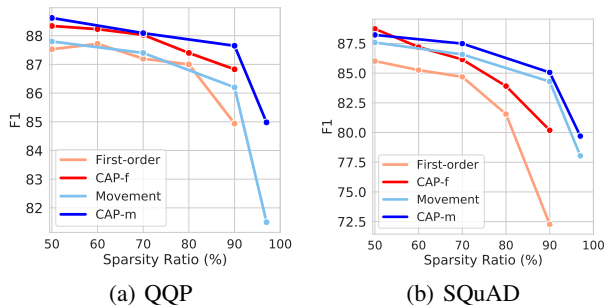 88
87
86
85
84
83
82
F1
50
60
70
80
90
100
Sparsity Ratio (%)
First-order
CAP-f
Movement
CAP-m
(a) QQP
87.5
85.0
82.5
80.0
77.5
75.0
72.5
F1
50
60
70
80
90
100
Sparsity Ratio (%)
First-order
CAP-f
Movement
CAP-m
(b) SQuAD